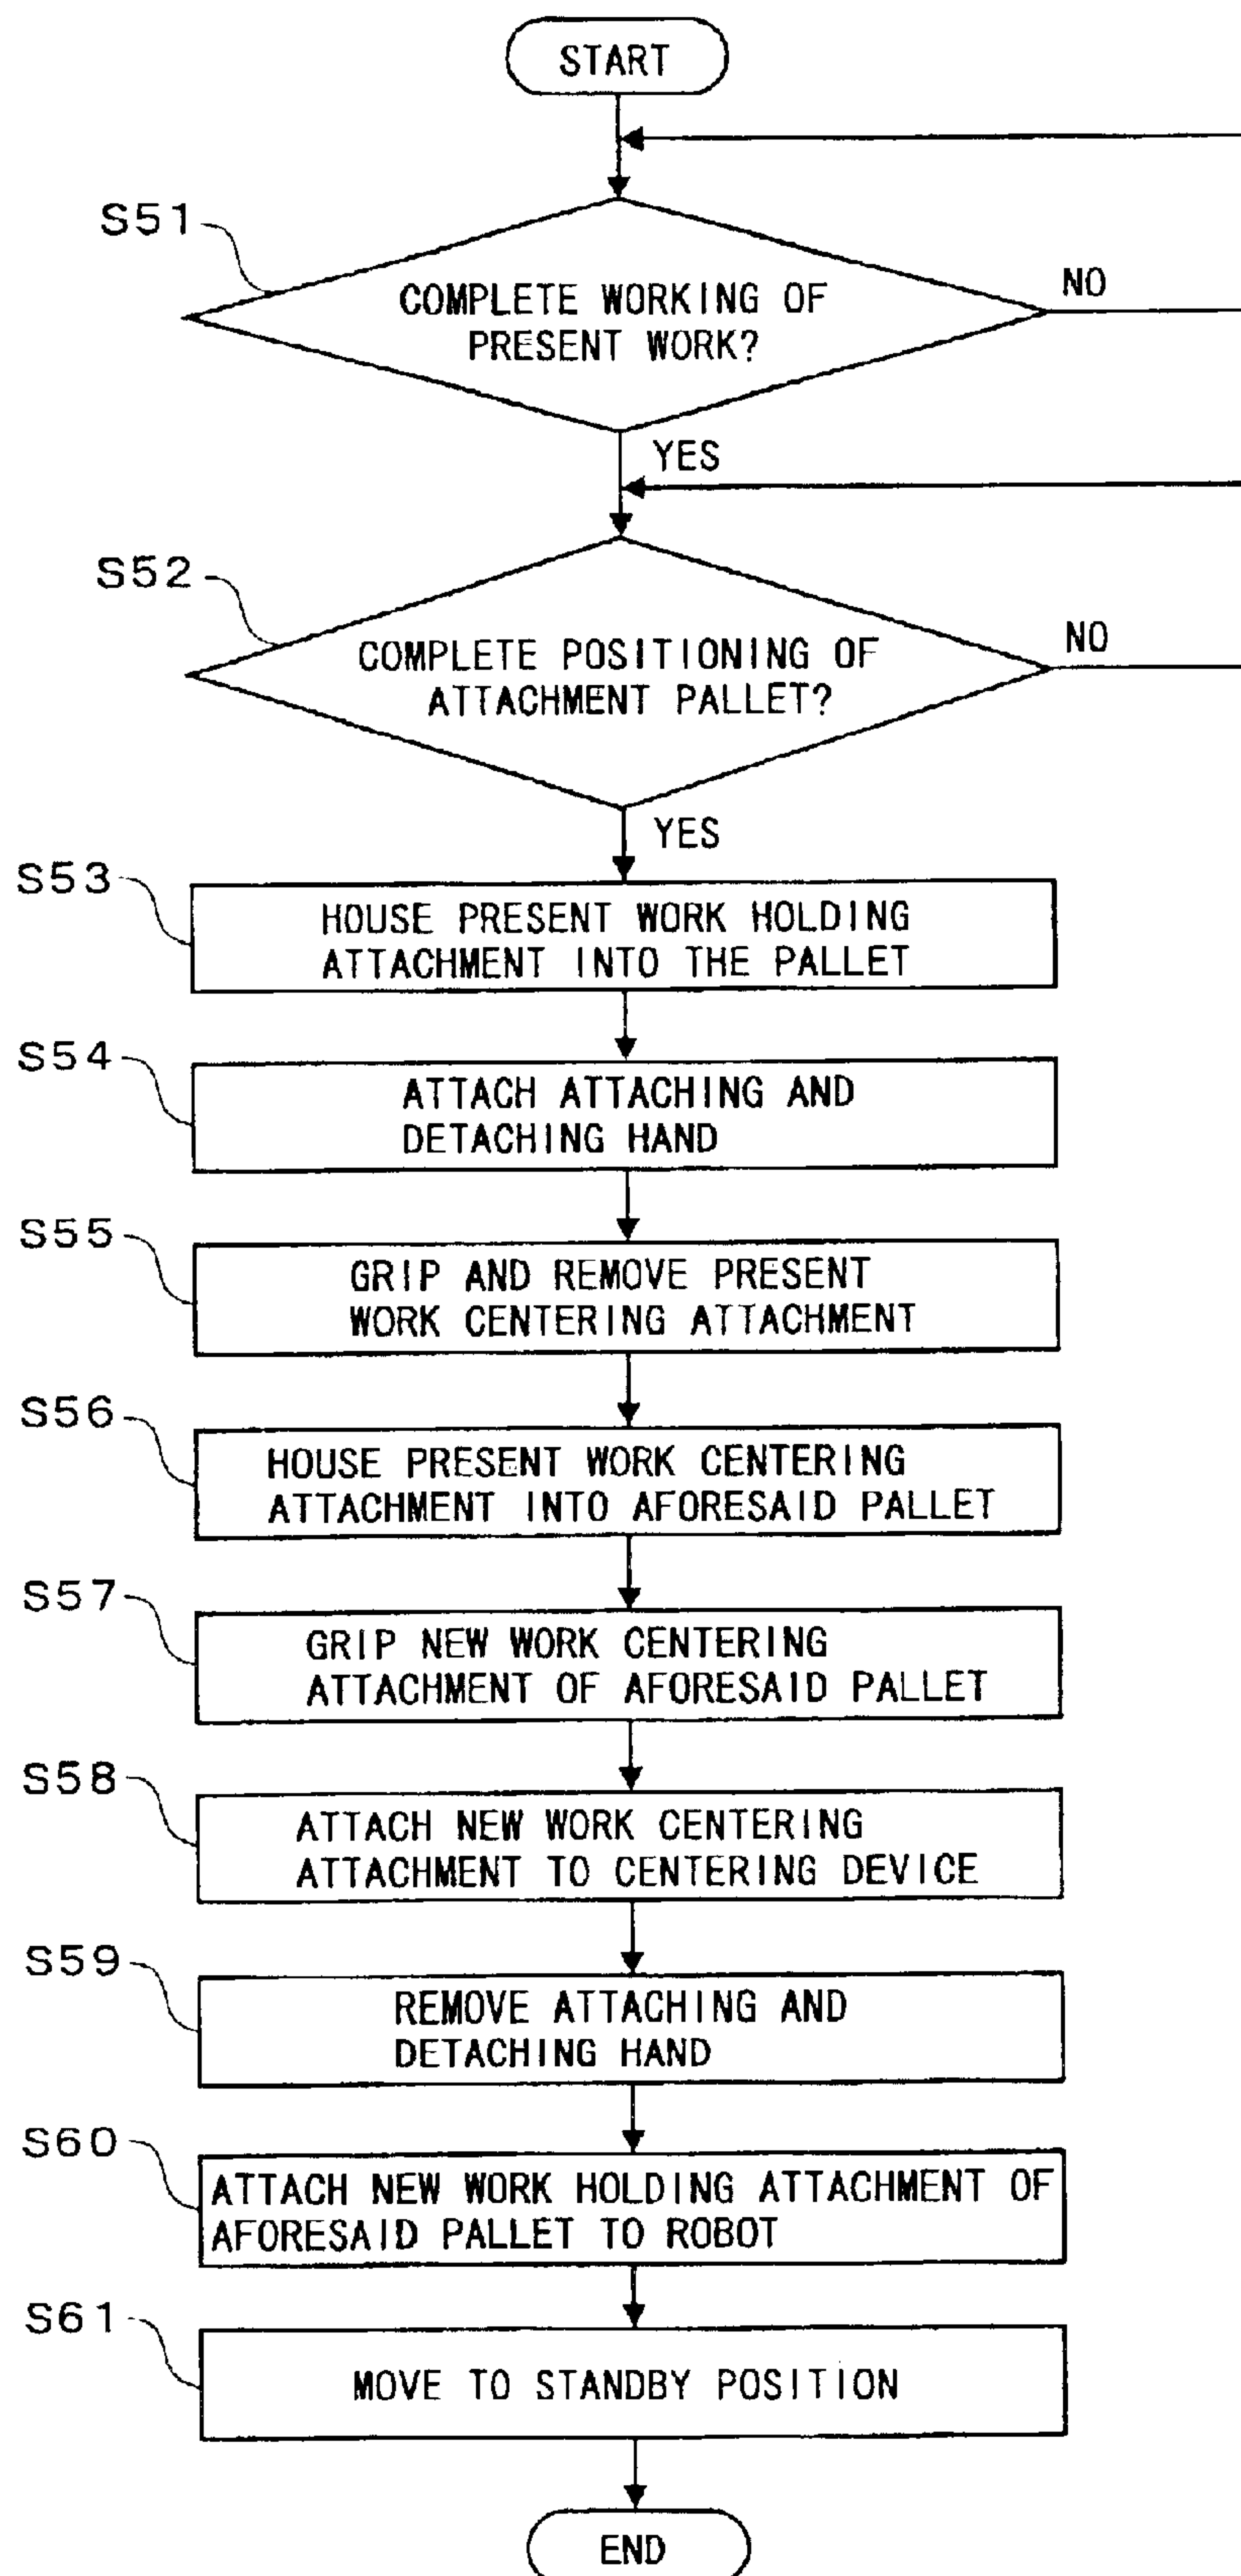 START
S51
COMPLETE WORKING OF
PRESENT WORK?
NO
YES
S52
COMPLETE POSITIONING OF
ATTACHMENT PALLET?
NO
YES
S53
HOUSE PRESENT WORK HOLDING
ATTACHMENT INTO THE PALLET
S54
ATTACH ATTACHING AND
DETACHING HAND
S55
GRIP AND REMOVE PRESENT
WORK CENTERING ATTACHMENT
S56
HOUSE PRESENT WORK CENTERING
ATTACHMENT INTO AFORESAID PALLET
S57
GRIP NEW WORK CENTERING
ATTACHMENT OF AFORESAID PALLET
S58
ATTACH NEW WORK CENTERING
ATTACHMENT TO CENTERING DEVICE
S59
REMOVE ATTACHING AND
DETACHING HAND
S60
ATTACH NEW WORK HOLDING ATTACHMENT OF
AFORESAID PALLET TO ROBOT
S61
MOVE TO STANDBY POSITION
END